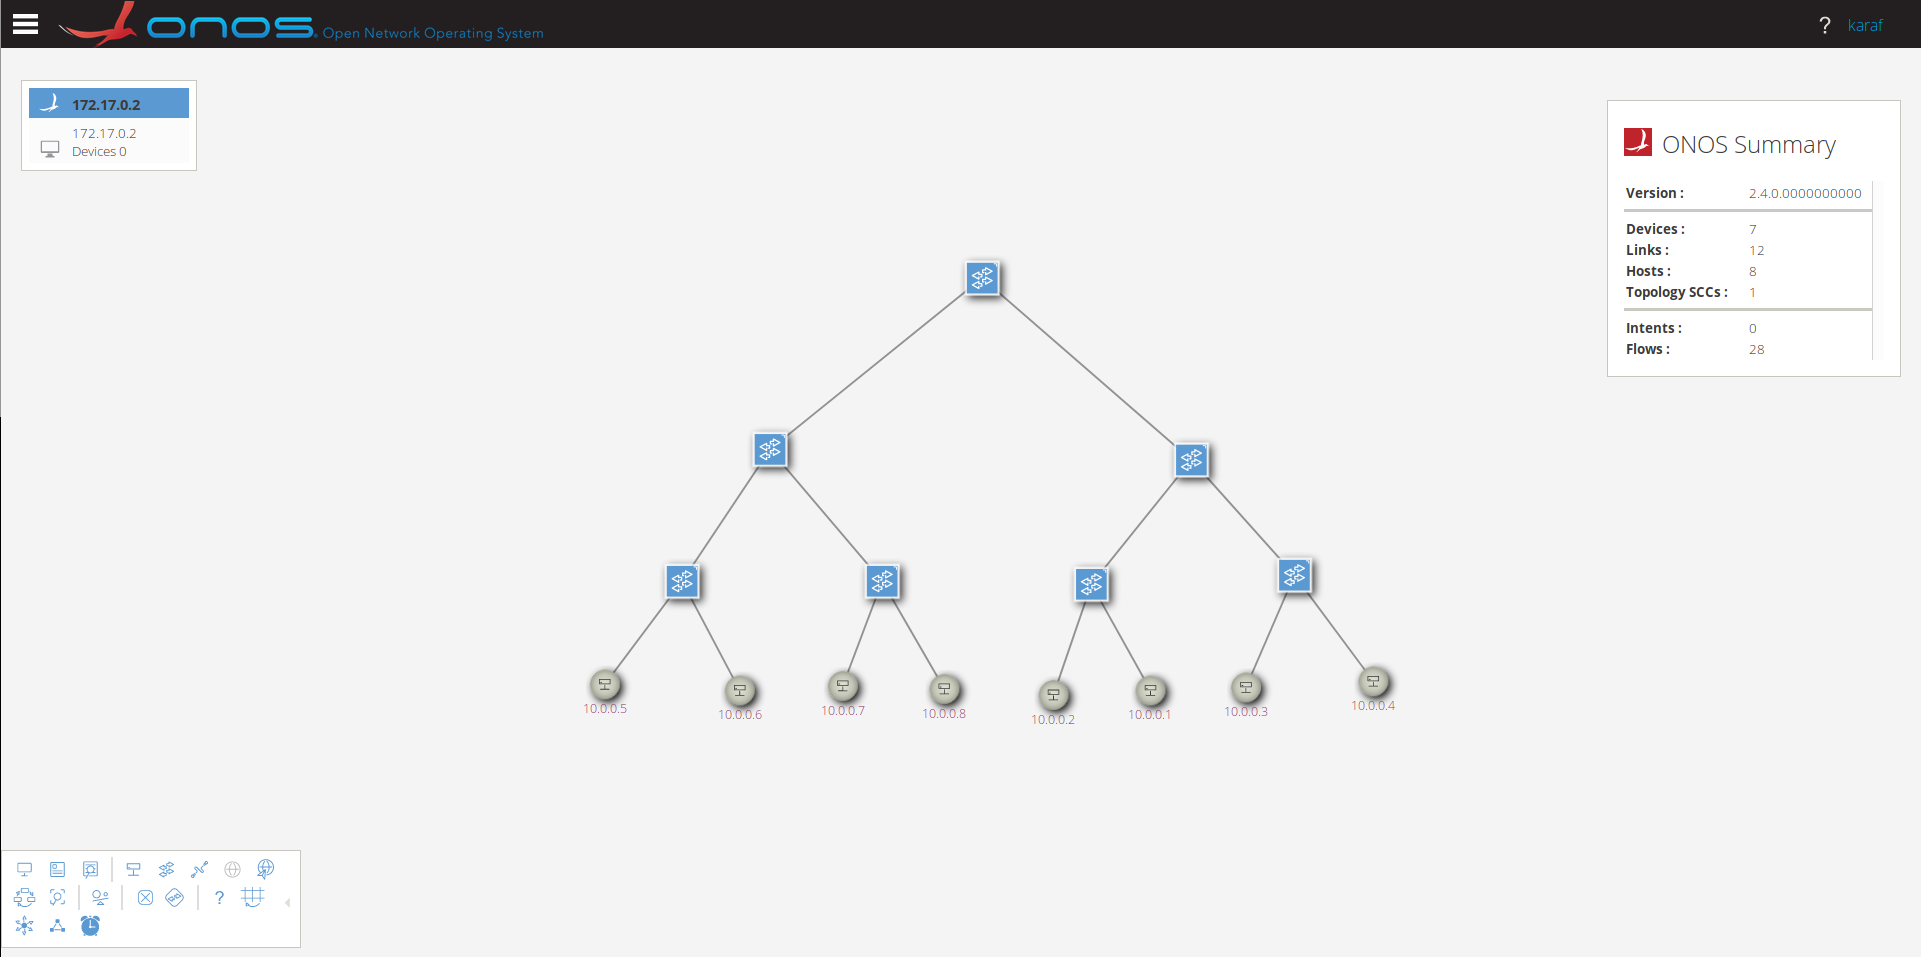 onos Open Network Operating System
? karaf
172.17.0.2
172.17.0.2
Devices 0
ONOS Summary
Version : 2.4.0.0000000000
Devices : 7
Links : 12
Hosts : 8
Topology SCCs : 1
Intents : 0
Flows : 28
10.0.0.5
10.0.0.6
10.0.0.7
10.0.0.8
10.0.0.2
10.0.0.1
10.0.0.3
10.0.0.4
?